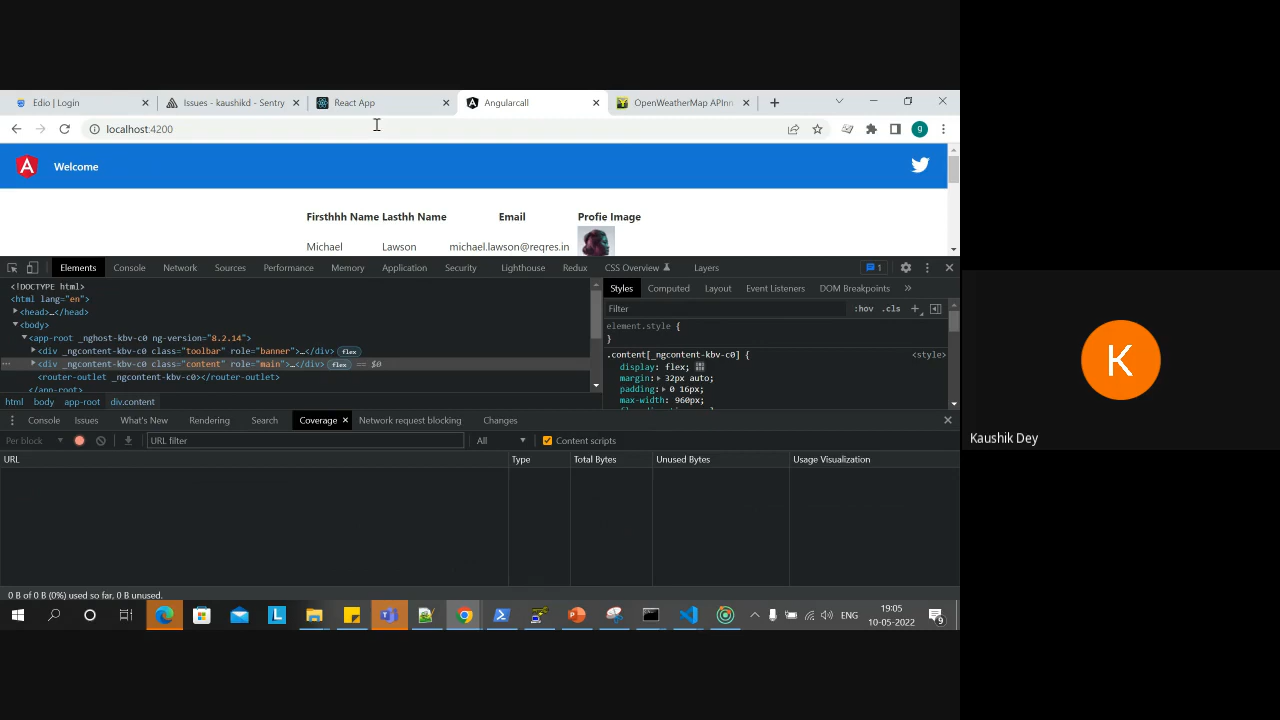 Edio | Login
Issues - kaushikd - Sentry
React App
Angularcall
OpenWeatherMap APInn
localhost:4200
g
Welcome
Firsthhh Name Lasthh Name Email Profie Image
Michael Lawson michael.lawson@reqres.in
Elements Console Network Sources Performance Memory Application Security Lighthouse Redux CSS Overview Layers 1
<!DOCTYPE html>
<html lang="en">
<head>…</head>
<body>
<app-root _nghost-kbv-c0 ng-version="8.2.14">
<div _ngcontent-kbv-c0 class="toolbar" role="banner">…</div> flex
<div _ngcontent-kbv-c0 class="content" role="main">…</div> flex == $0
<router-outlet _ngcontent-kbv-c0></router-outlet>
</app-root>
html body app-root div.content
Styles Computed Layout Event Listeners DOM Breakpoints »
Filter :hov .cls +
element.style {
}
.content[_ngcontent-kbv-c0] { <style>
display: flex;
margin: 32px auto;
padding: 0 16px;
max-width: 960px;
Console Issues What's New Rendering Search Coverage Network request blocking Changes
Per block URL filter All Content scripts
URL Type Total Bytes Unused Bytes Usage Visualization
0 B of 0 B (0%) used so far, 0 B unused.
L
ENG
19:05
10-05-2022
9
K
Kaushik Dey